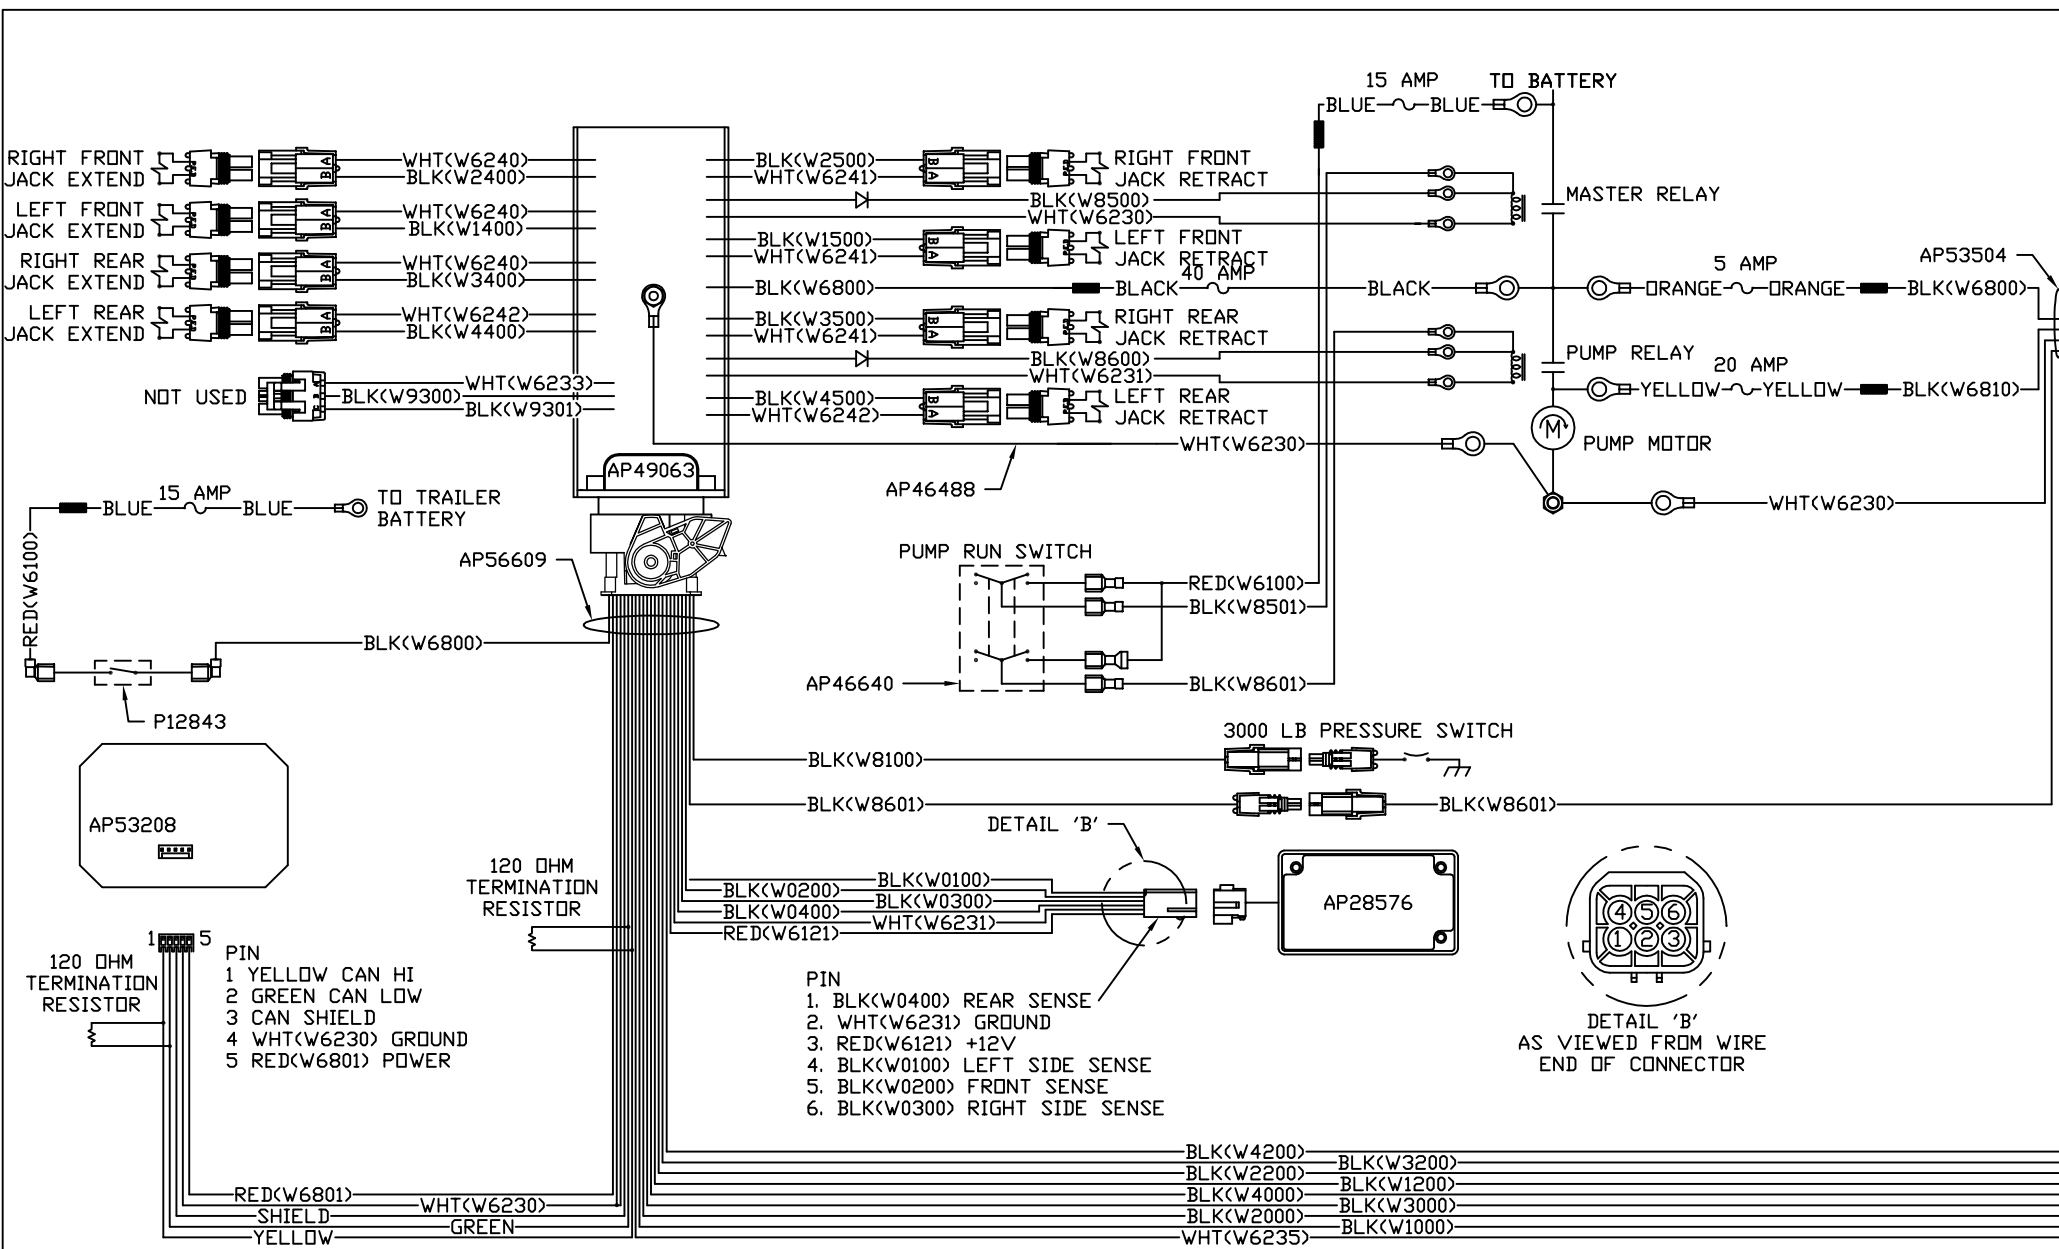 15 AMP
TO BATTERY
BLUE
BLUE
RIGHT FRONT
JACK EXTEND
A
B
WHT(W6240)
BLK(W2400)
BLK(W2500)
WHT(W6241)
B
A
RIGHT FRONT
JACK RETRACT
BLK(W8500)
WHT(W6230)
MASTER RELAY
LEFT FRONT
JACK EXTEND
A
B
WHT(W6240)
BLK(W1400)
BLK(W1500)
WHT(W6241)
B
A
LEFT FRONT
JACK RETRACT
RIGHT REAR
JACK EXTEND
A
B
WHT(W6240)
BLK(W3400)
BLK(W6800)
40 AMP
BLACK
BLACK
5 AMP
ORANGE
ORANGE
BLK(W6800)
AP53504
LEFT REAR
JACK EXTEND
A
B
WHT(W6242)
BLK(W4400)
BLK(W3500)
WHT(W6241)
B
A
RIGHT REAR
JACK RETRACT
BLK(W8600)
WHT(W6231)
PUMP RELAY
20 AMP
YELLOW
YELLOW
BLK(W6810)
NOT USED
WHT(W6233)
BLK(W9300)
BLK(W9301)
BLK(W4500)
WHT(W6242)
B
A
LEFT REAR
JACK RETRACT
WHT(W6230)
M
PUMP MOTOR
AP49063
AP46488
WHT(W6230)
15 AMP
BLUE
BLUE
TO TRAILER
BATTERY
RED(W6100)
AP56609
BLK(W6800)
P12843
PUMP RUN SWITCH
RED(W6100)
BLK(W8501)
BLK(W8601)
AP46640
3000 LB PRESSURE SWITCH
BLK(W8100)
BLK(W8601)
BLK(W8601)
AP53208
DETAIL 'B'
120 OHM
TERMINATION
RESISTOR
BLK(W0100)
BLK(W0200)
BLK(W0300)
BLK(W0400)
WHT(W6231)
RED(W6121)
AP28576
4 5 6
1 2 3
DETAIL 'B'
AS VIEWED FROM WIRE
END OF CONNECTOR
1
5
120 OHM
TERMINATION
RESISTOR
PIN
1 YELLOW CAN HI
2 GREEN CAN LOW
3 CAN SHIELD
4 WHT(W6230) GROUND
5 RED(W6801) POWER
PIN
1. BLK(W0400) REAR SENSE
2. WHT(W6231) GROUND
3. RED(W6121) +12V
4. BLK(W0100) LEFT SIDE SENSE
5. BLK(W0200) FRONT SENSE
6. BLK(W0300) RIGHT SIDE SENSE
BLK(W4200)
BLK(W3200)
BLK(W2200)
BLK(W1200)
BLK(W4000)
BLK(W3000)
BLK(W2000)
BLK(W1000)
WHT(W6235)
RED(W6801)
WHT(W6230)
SHIELD
GREEN
YELLOW